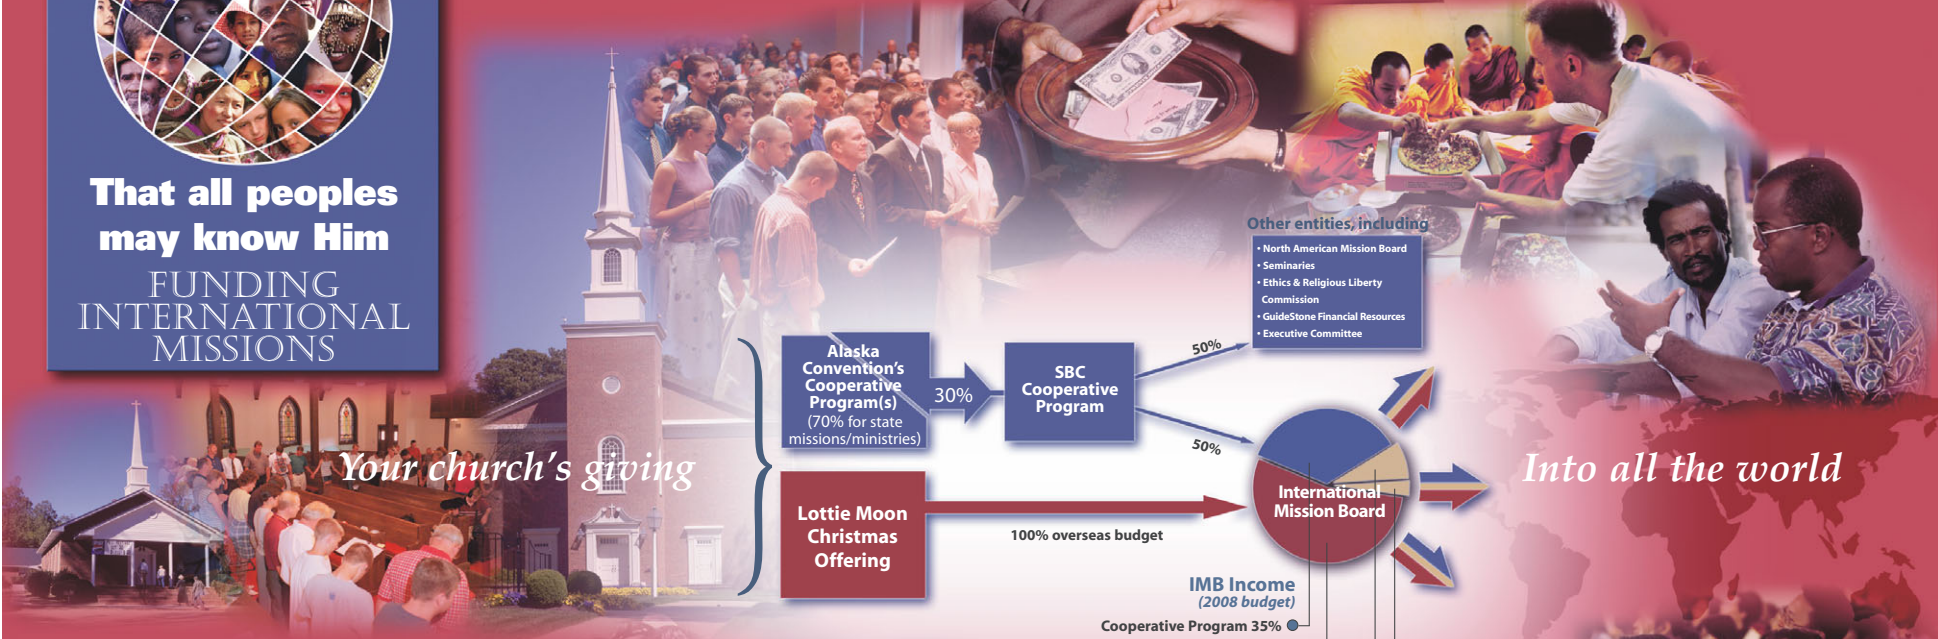 That all peoples
may know Him
FUNDING
INTERNATIONAL
MISSIONS
Your church's giving
Alaska
Convention's
Cooperative
Program(s)
(70% for state
missions/ministries)
30%
SBC
Cooperative
Program
50%
50%
Other entities, including
• North American Mission Board
• Seminaries
• Ethics & Religious Liberty
Commission
• GuideStone Financial Resources
• Executive Committee
Lottie Moon
Christmas
Offering
100% overseas budget
International
Mission Board
Into all the world
IMB Income
(2008 budget)
Cooperative Program 35%